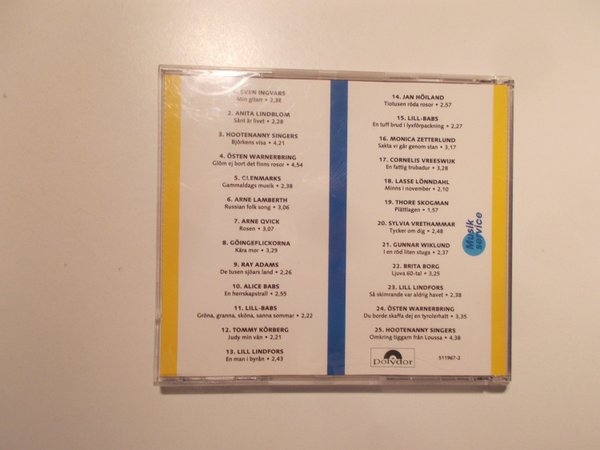 SVEN INGVARS
Min gitarr • 2,38
2. ANITA LINDBLOM
Sånt är livet • 2,28
3. HOOTENANNY SINGERS
Björkens visa • 4,21
4. ÖSTEN WARNERBRING
Glöm ej bort det finns rosor • 4,54
5. GLENMARKS
Gammaldags musik • 2,38
6. ARNE LAMBERTH
Russian folk song • 3,06
7. ARNE QVICK
Rosen • 3,07
8. GÖINGEFLICKORNA
Kära mor • 3,29
9. RAY ADAMS
De tusen sjöars land • 2,26
10. ALICE BABS
En herrskapstrall • 2,55
11. LILL-BABS
Gröna, granna, sköna, sanna sommar • 2,22
12. TOMMY KÖRBERG
Judy min vän • 2,21
13. LILL LINDFORS
En man i byrån • 2,43
14. JAN HÖILAND
Tiotusen röda rosor • 2,57
15. LILL-BABS
En tuff brud i lyxförpackning • 2,27
16. MONICA ZETTERLUND
Sakta vi går genom stan • 3,17
17. CORNELIS VREESWIJK
En fattig trubadur • 3,28
18. LASSE LÖNNDAHL
Minns i november • 2,10
19. THORE SKOGMAN
Plättlagen • 1,57
20. SYLVIA VRETHAMMAR
Tycker om dig • 2,48
21. GUNNAR WIKLUND
I en röd liten stuga • 2,37
22. BRITA BORG
Ljuva 60-tal • 3,25
23. LILL LINDFORS
Så skimrande var aldrig havet • 2,38
24. ÖSTEN WARNERBRING
Du borde skaffa dej en tyrolerhatt • 3,35
25. HOOTENANNY SINGERS
Omkring tiggarn från Loussa • 4,38
Musik
service
Polydor
511967-2